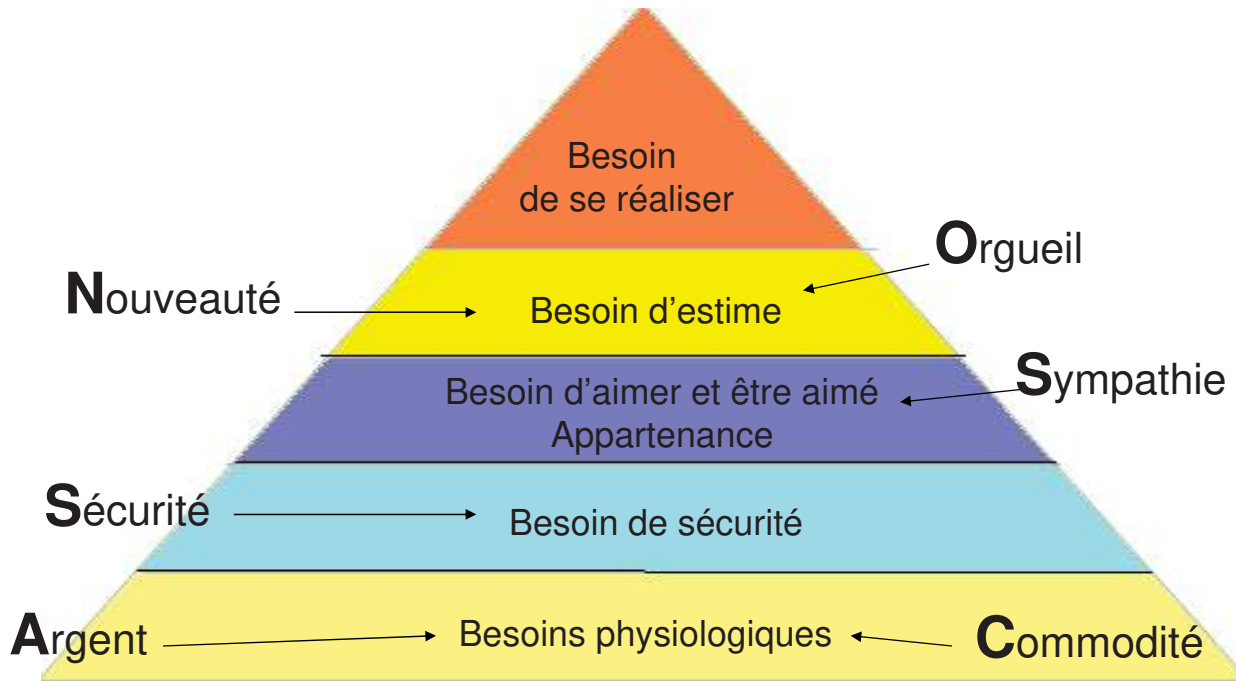 Besoin
de se réaliser
Orgueil
Nouveauté
Besoin d'estime
Sympathie
Besoin d'aimer et être aimé
Appartenance
Sécurité
Besoin de sécurité
Argent
Besoins physiologiques
Commodité